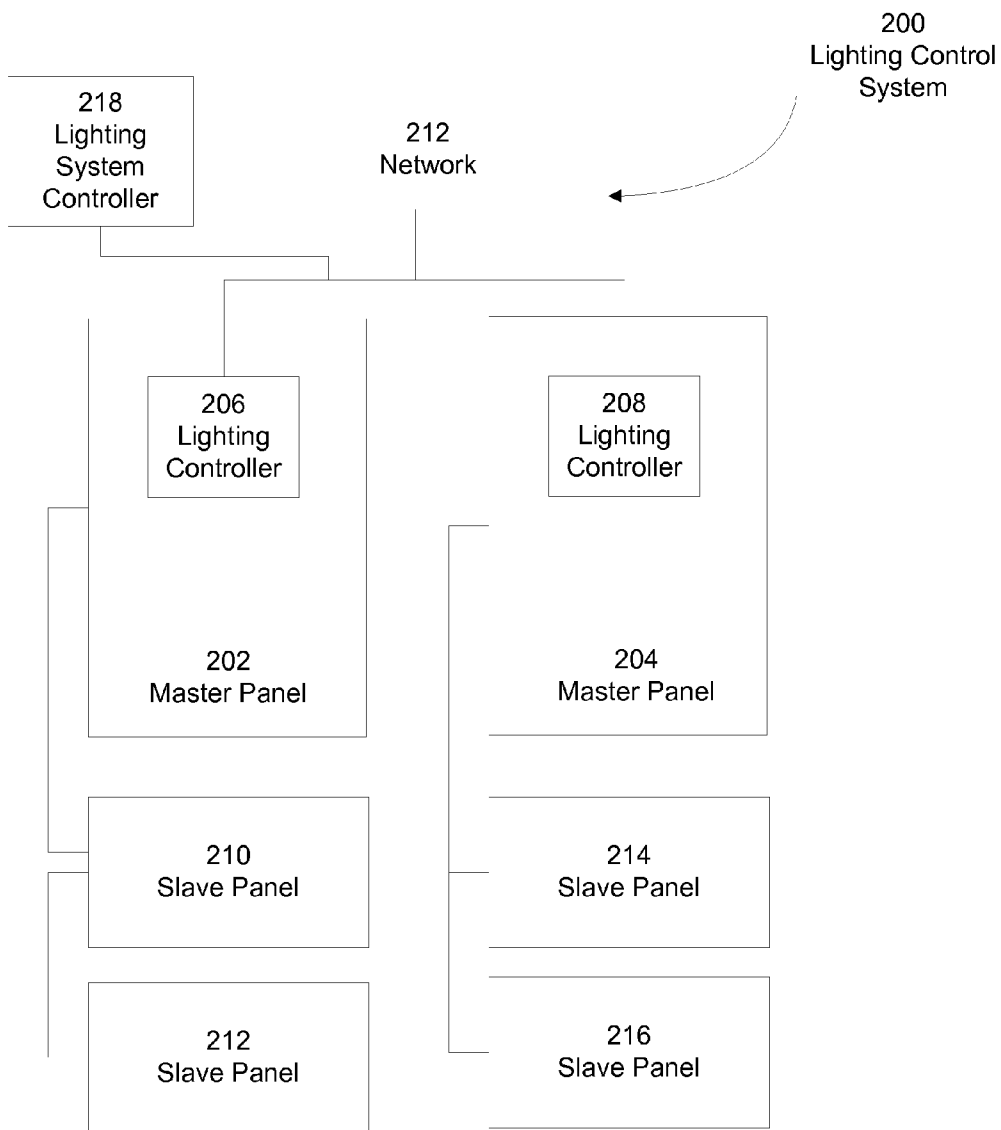 200
Lighting Control
System
218
Lighting
System
Controller
212
Network
206
Lighting
Controller
208
Lighting
Controller
202
Master Panel
204
Master Panel
210
Slave Panel
214
Slave Panel
212
Slave Panel
216
Slave Panel